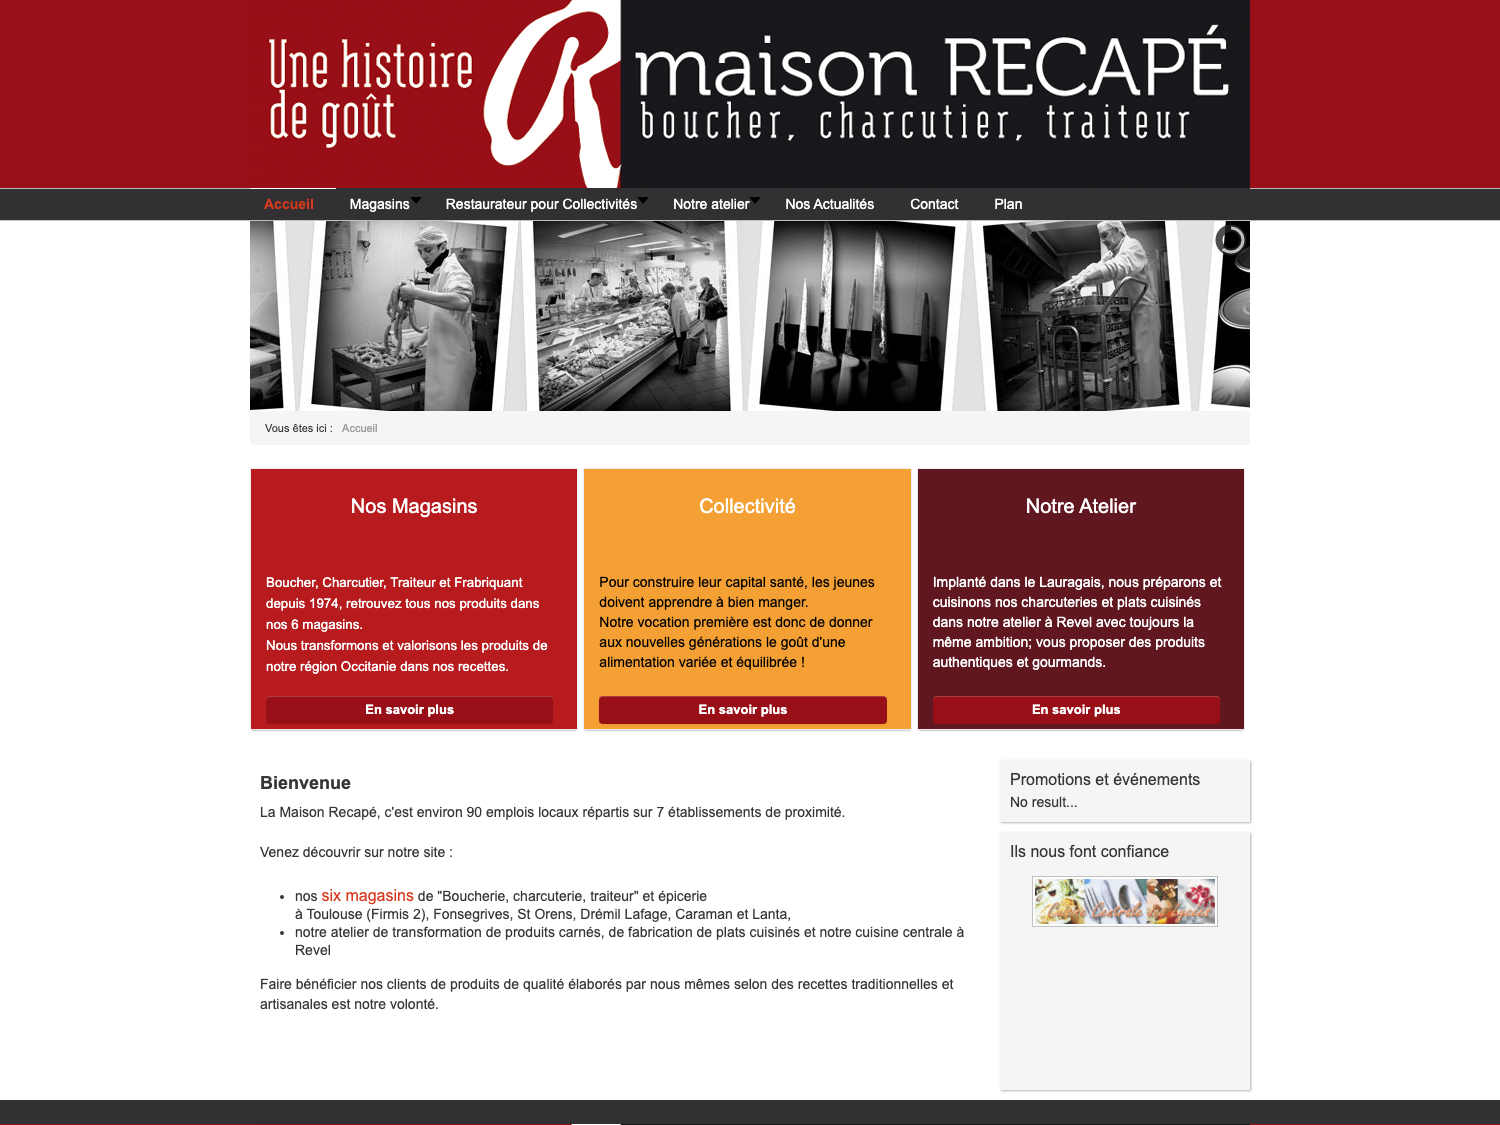 Une histoire
de goût
maison RECAPÉ
boucher, charcutier, traiteur
Accueil Magasins Restaurateur pour Collectivités Notre atelier Nos Actualités Contact Plan
Vous êtes ici : Accueil
Nos Magasins
Boucher, Charcutier, Traiteur et Frabriquant
depuis 1974, retrouvez tous nos produits dans
nos 6 magasins.
Nous transformons et valorisons les produits de
notre région Occitanie dans nos recettes.
En savoir plus
Collectivité
Pour construire leur capital santé, les jeunes
doivent apprendre à bien manger.
Notre vocation première est donc de donner
aux nouvelles générations le goût d'une
alimentation variée et équilibrée !
En savoir plus
Notre Atelier
Implanté dans le Lauragais, nous préparons et
cuisinons nos charcuteries et plats cuisinés
dans notre atelier à Revel avec toujours la
même ambition; vous proposer des produits
authentiques et gourmands.
En savoir plus
Bienvenue
La Maison Recapé, c'est environ 90 emplois locaux répartis sur 7 établissements de proximité.
Venez découvrir sur notre site :
nos six magasins de "Boucherie, charcuterie, traiteur" et épicerie
à Toulouse (Firmis 2), Fonsegrives, St Orens, Drémil Lafage, Caraman et Lanta,
notre atelier de transformation de produits carnés, de fabrication de plats cuisinés et notre cuisine centrale à
Revel
Faire bénéficier nos clients de produits de qualité élaborés par nous mêmes selon des recettes traditionnelles et
artisanales est notre volonté.
Promotions et événements
No result...
Ils nous font confiance
Cuisine Centrale des Lycées